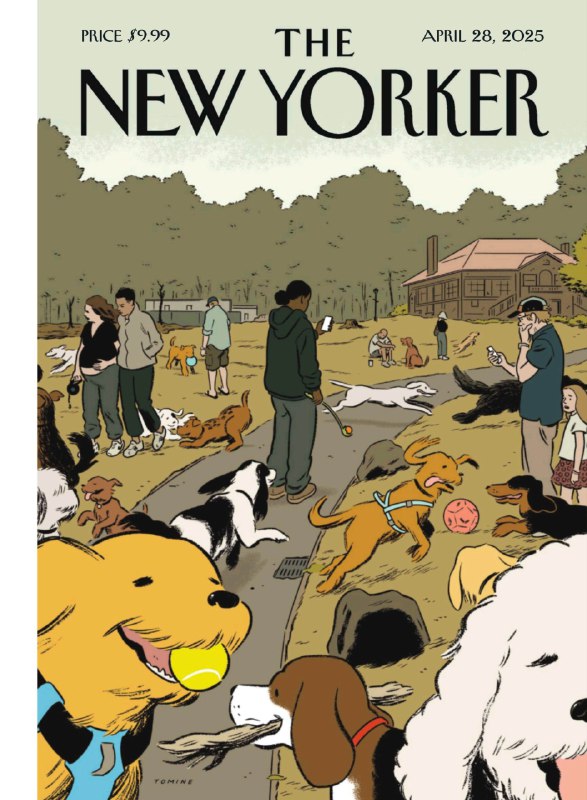 PRICE $9.99
THE
APRIL 28, 2025
NEW YORKER
TOMINE